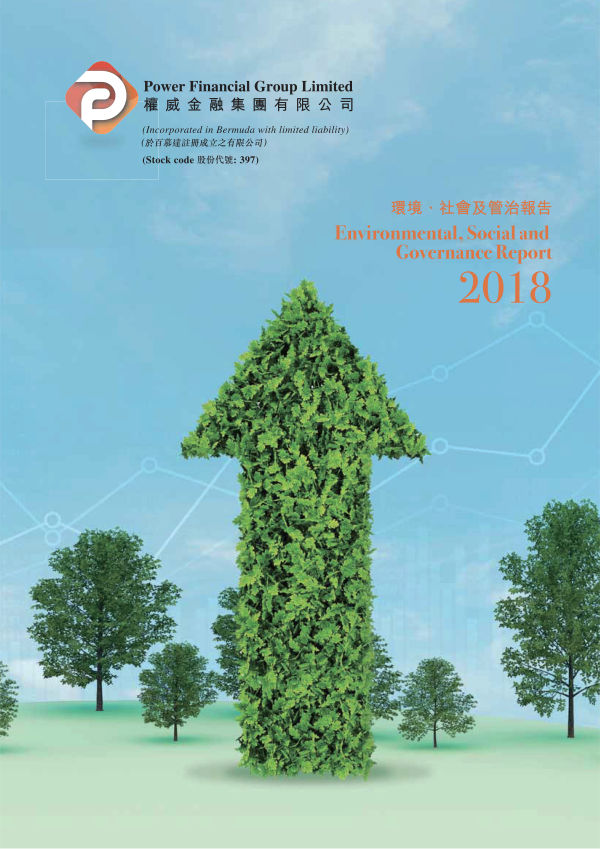 Power Financial Group Limited
權威金融集團有限公司
(Incorporated in Bermuda with limited liability)
(於百慕達註冊成立之有限公司)
(Stock code 股份代號: 397)
環境、社會及管治報告
Environmental, Social and
Governance Report
2018